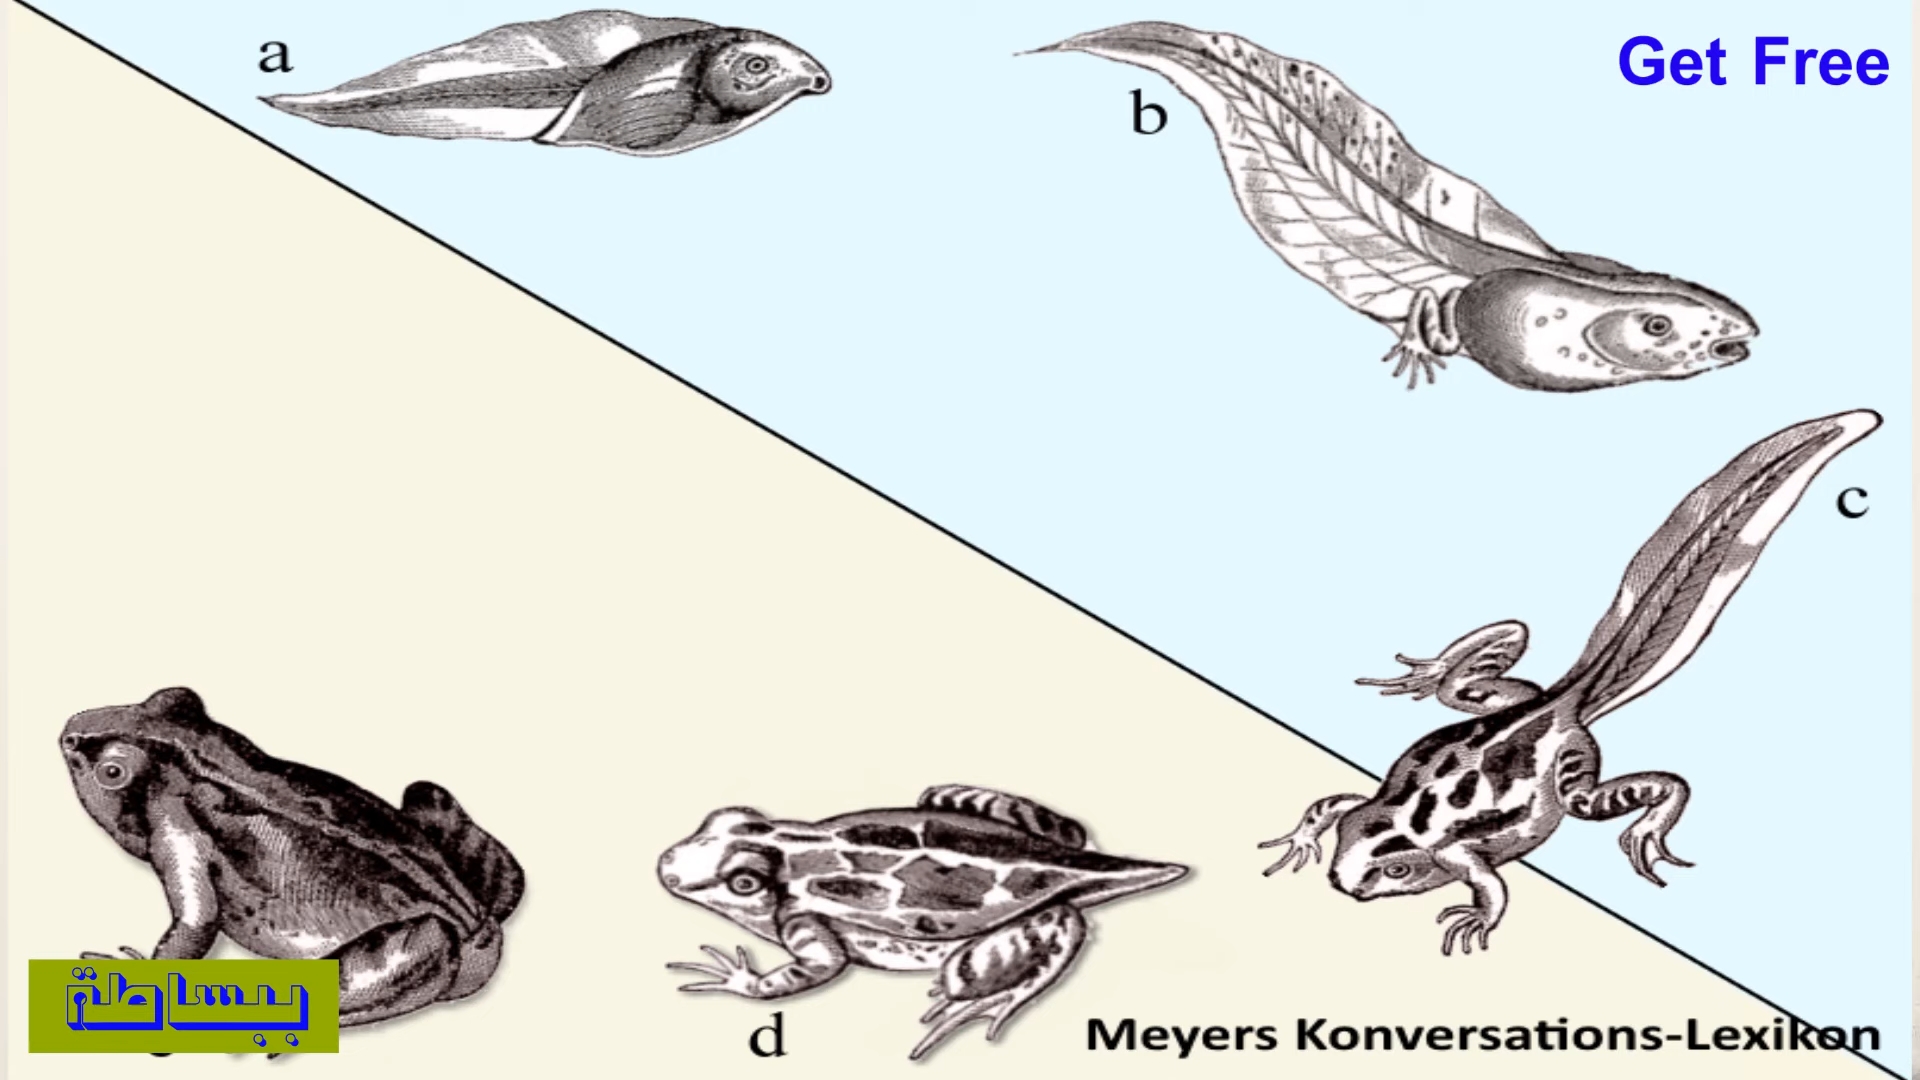 a
b
Get Free
c
d
ببساطة
Meyers Konversations-Lexikon